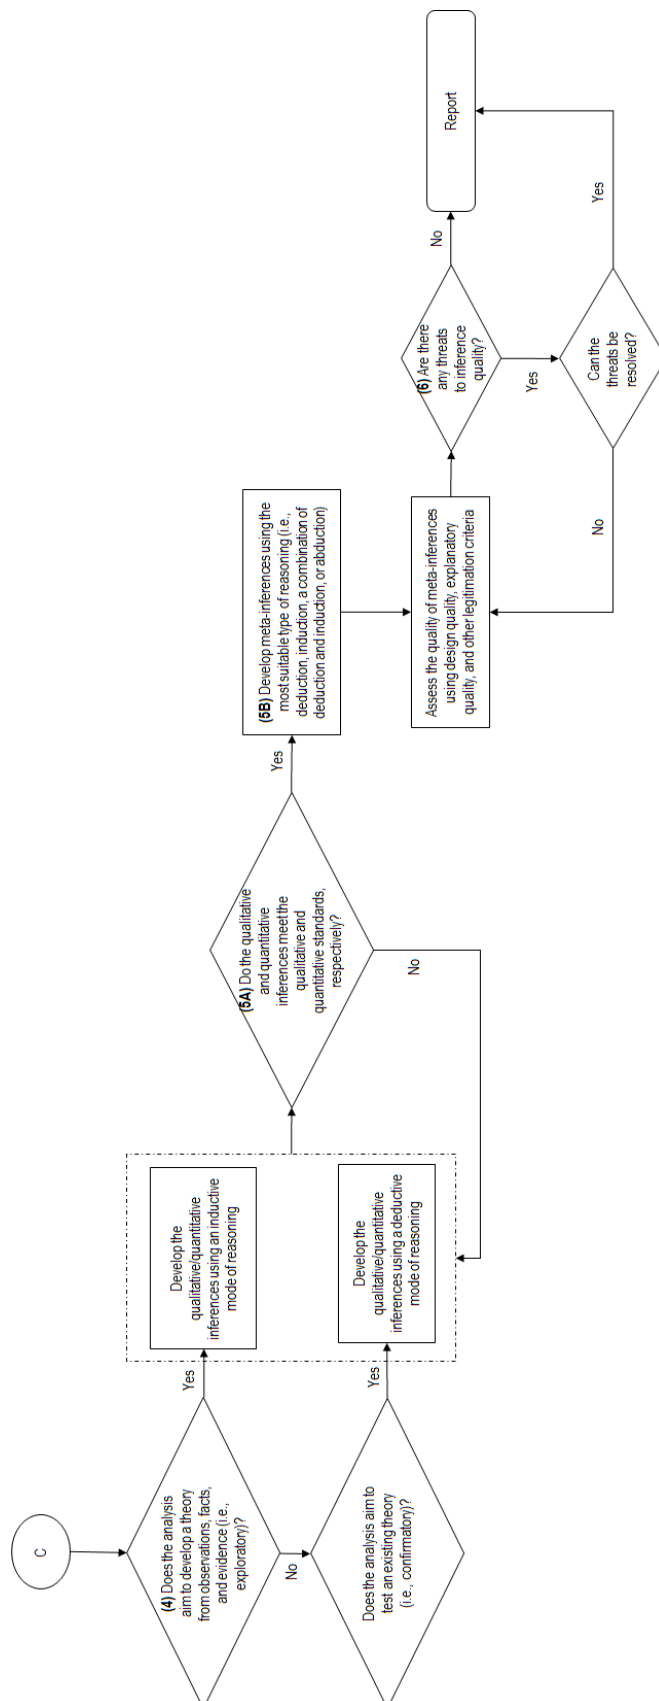 C
(4) Does the analysis
aim to develop a theory
from observations, facts,
and evidence (i.e.,
exploratory)?
Yes
No
Does the analysis aim to
test an existing theory
(i.e., confirmatory)?
Yes
Develop the
qualitative/quantitative
inferences using an inductive
mode of reasoning
Develop the
qualitative/quantitative
inferences using a deductive
mode of reasoning
(5A) Do the qualitative
and quantitative
inferences meet the
qualitative and
quantitative standards,
respectively?
Yes
No
(5B) Develop meta-inferences using the
most suitable type of reasoning (i.e.,
deduction, induction, a combination of
deduction and induction, or abduction)
Assess the quality of meta-inferences
using design quality, explanatory
quality, and other legitimation criteria
(6) Are there
any threats
to inference
quality?
No
Yes
Can the
threats be
resolved?
No
Yes
Report